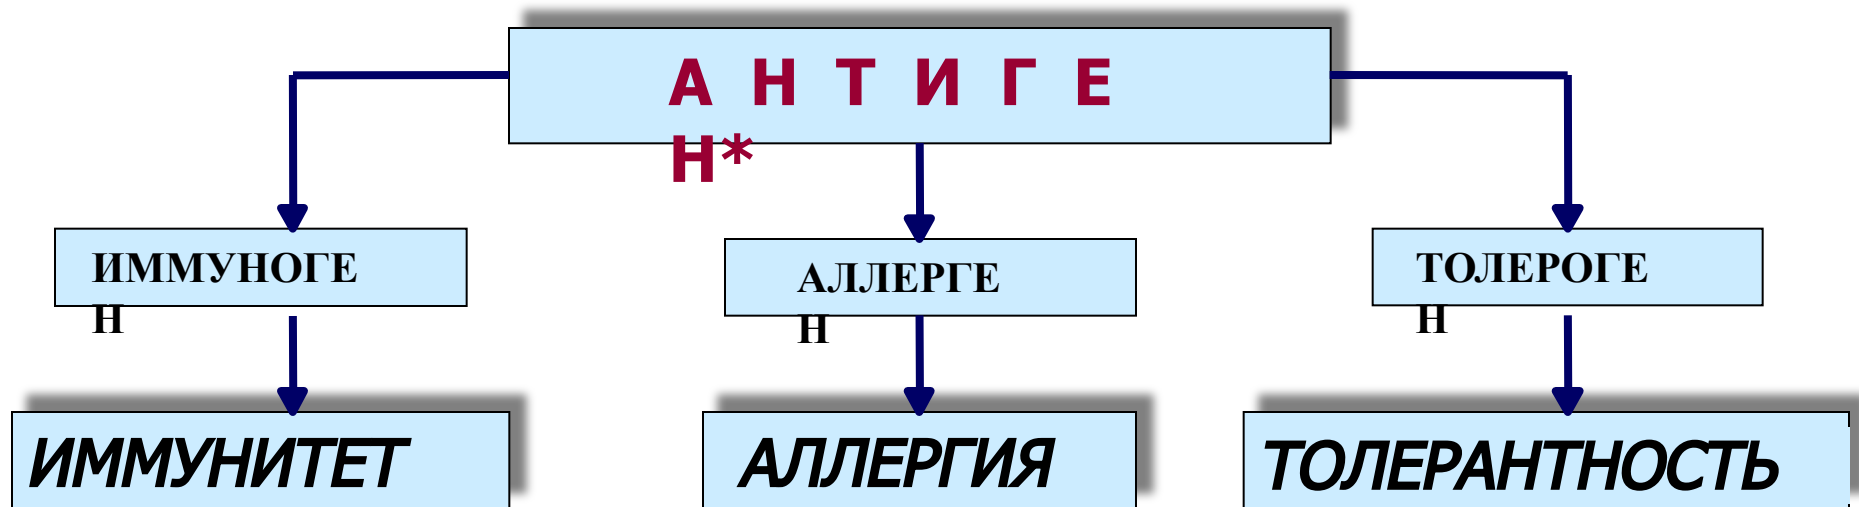 А Н Т И Г Е
Н*
ИММУНОГЕ
Н
АЛЛЕРГЕ
Н
ТОЛЕРОГЕ
Н
ИММУНИТЕТ
АЛЛЕРГИЯ
ТОЛЕРАНТНОСТЬ